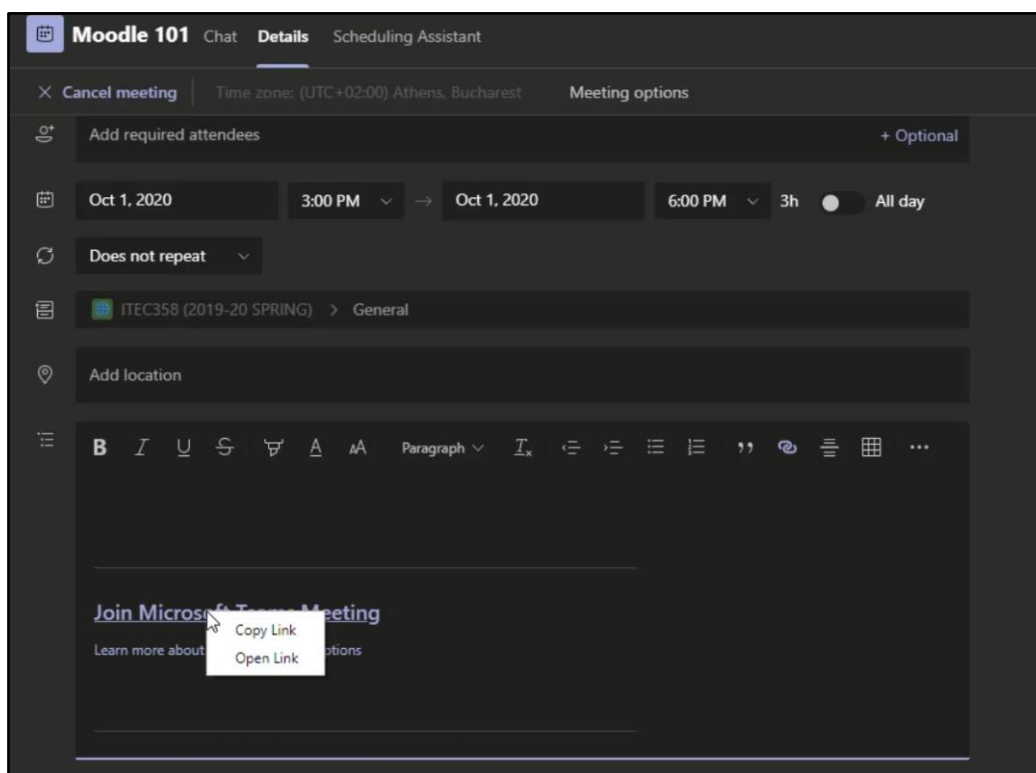 Moodle 101 Chat Details Scheduling Assistant
Cancel meeting Time zone: (UTC+02:00) Athens, Bucharest Meeting options
Add required attendees + Optional
Oct 1, 2020 3:00 PM → Oct 1, 2020 6:00 PM 3h All day
Does not repeat
ITEC358 (2019-20 SPRING) > General
Add location
B I U S A AA Paragraph Tx
Join Microsoft Teams Meeting
Copy Link
Learn more about
Open Link